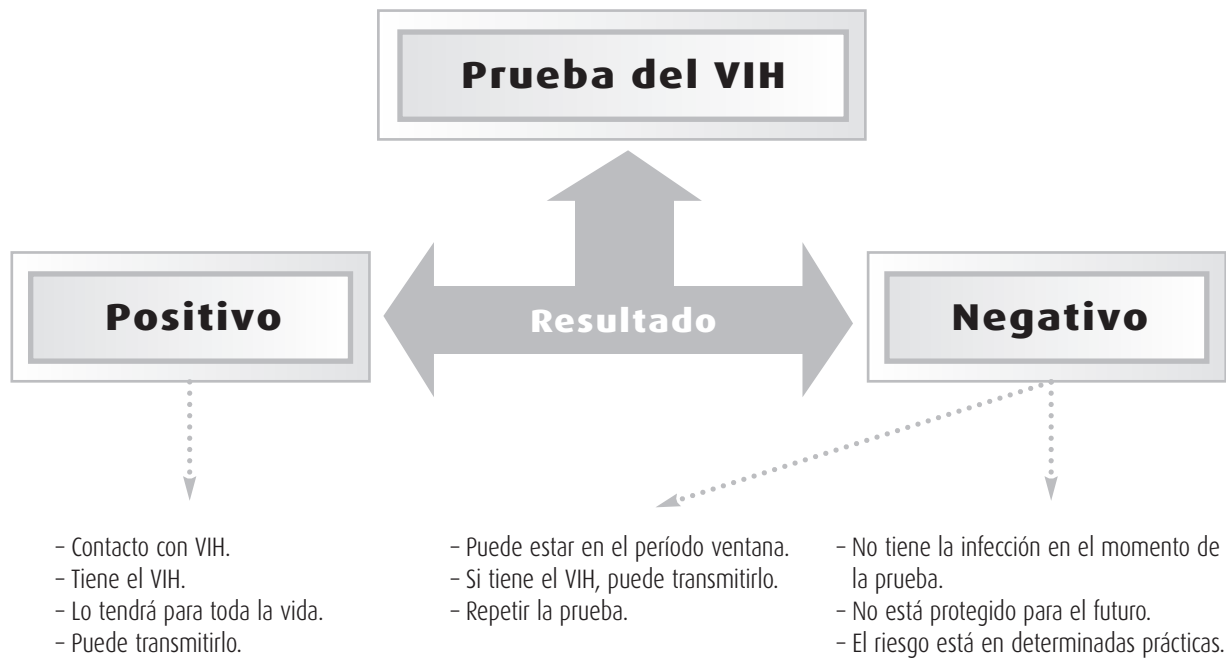 Prueba del VIH
Positivo
Resultado
Negativo
– Contacto con VIH.
– Tiene el VIH.
– Lo tendrá para toda la vida.
– Puede transmitirlo.
– Puede estar en el período ventana.
– Si tiene el VIH, puede transmitirlo.
– Repetir la prueba.
– No tiene la infección en el momento de
la prueba.
– No está protegido para el futuro.
– El riesgo está en determinadas prácticas.